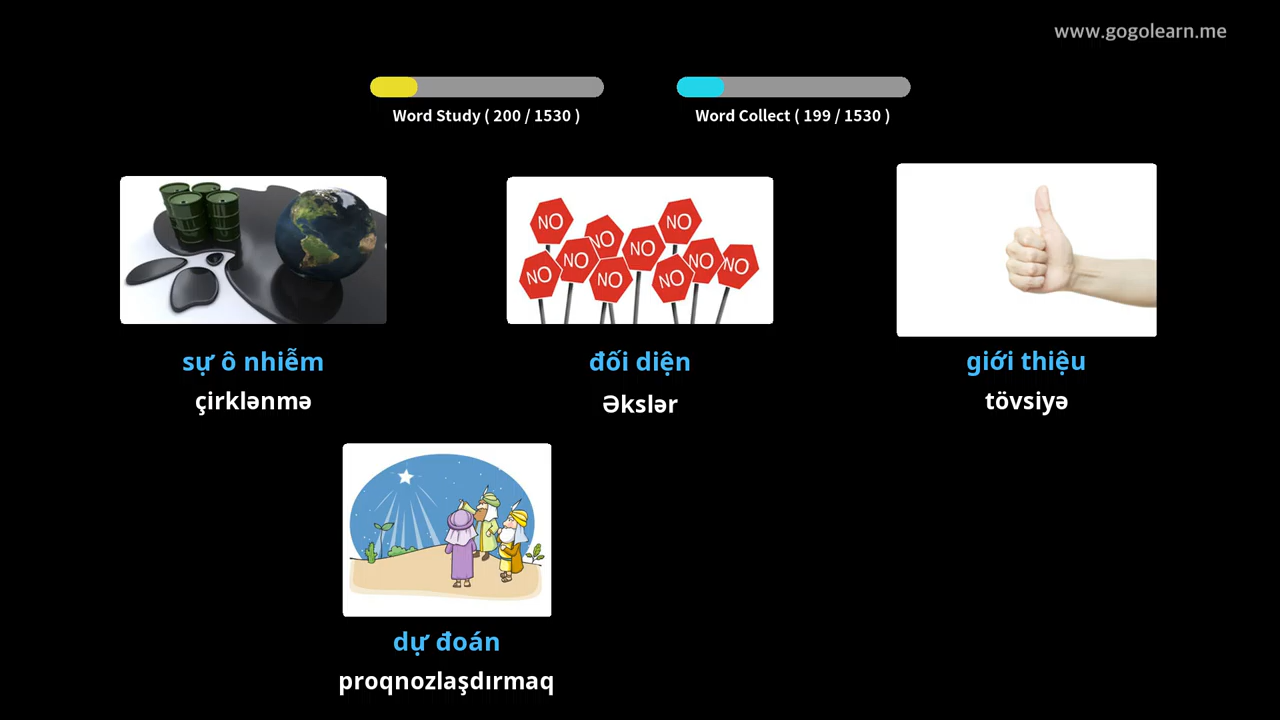 www.gogolearn.me
Word Study ( 200 / 1530 )
Word Collect ( 199 / 1530 )
NO
NO
NO
NO
NO
NO
NO
NO
NO
NO
sự ô nhiễm
çirklənmə
đối diện
Əkslər
giới thiệu
tövsiyə
dự đoán
proqnozlaşdırmaq